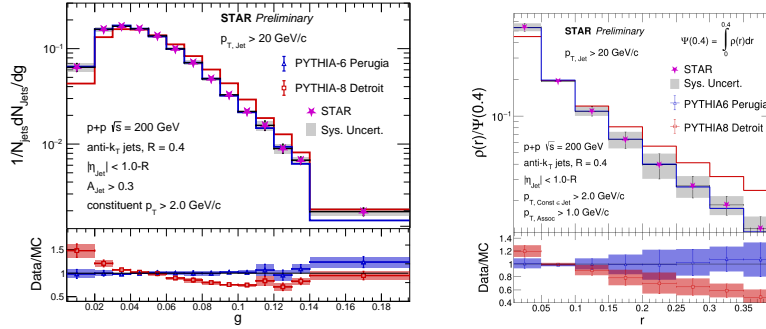 STAR Preliminary
p_T, Jet > 20 GeV/c
PYTHIA-6 Perugia
PYTHIA-8 Detroit
STAR
Sys. Uncert.
p+p √s = 200 GeV
anti-k_T jets, R = 0.4
|η_Jet| < 1.0-R
A_Jet > 0.3
constituent p_T > 2.0 GeV/c
1/N_jets dN_Jets/dg
10⁻¹
10⁻²
Data/MC
1.5
1
0.5
0.02 0.04 0.06 0.08 0.1 0.12 0.14 0.16 0.18
g
STAR Preliminary
p_T, Jet > 20 GeV/c
Ψ(0.4) = ∫₀^0.4 ρ(r)dr
STAR
Sys. Uncert.
PYTHIA6 Perugia
PYTHIA8 Detroit
p+p √s = 200 GeV
anti-k_T jets, R = 0.4
|η_Jet| < 1.0-R
p_T, Const ∈ Jet > 2.0 GeV/c
p_T, Assoc > 1.0 GeV/c
ρ(r)/Ψ(0.4)
10⁻¹
Data/MC
1.4
1.2
1.0
0.8
0.6
0.4
0.05 0.1 0.15 0.2 0.25 0.3 0.35
r